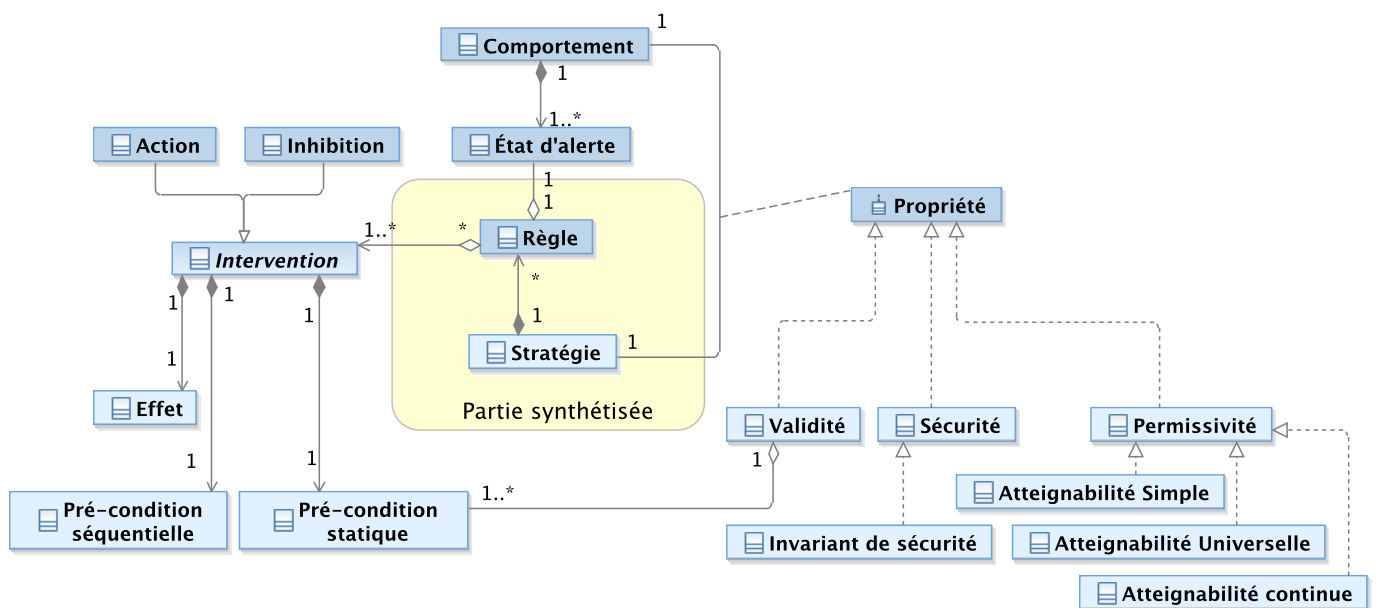 1
Comportement
1
1..*
Action
Inhibition
État d'alerte
1
1
Propriété
1..*
*
Règle
Intervention
*
1
1
1
1
1
Stratégie
1
1
Effet
Partie synthétisée
Validité
Sécurité
Permissivité
1
1
1
1..*
Atteignabilité Simple
Pré-condition
séquentielle
Pré-condition
statique
Invariant de sécurité
Atteignabilité Universelle
Atteignabilité continue